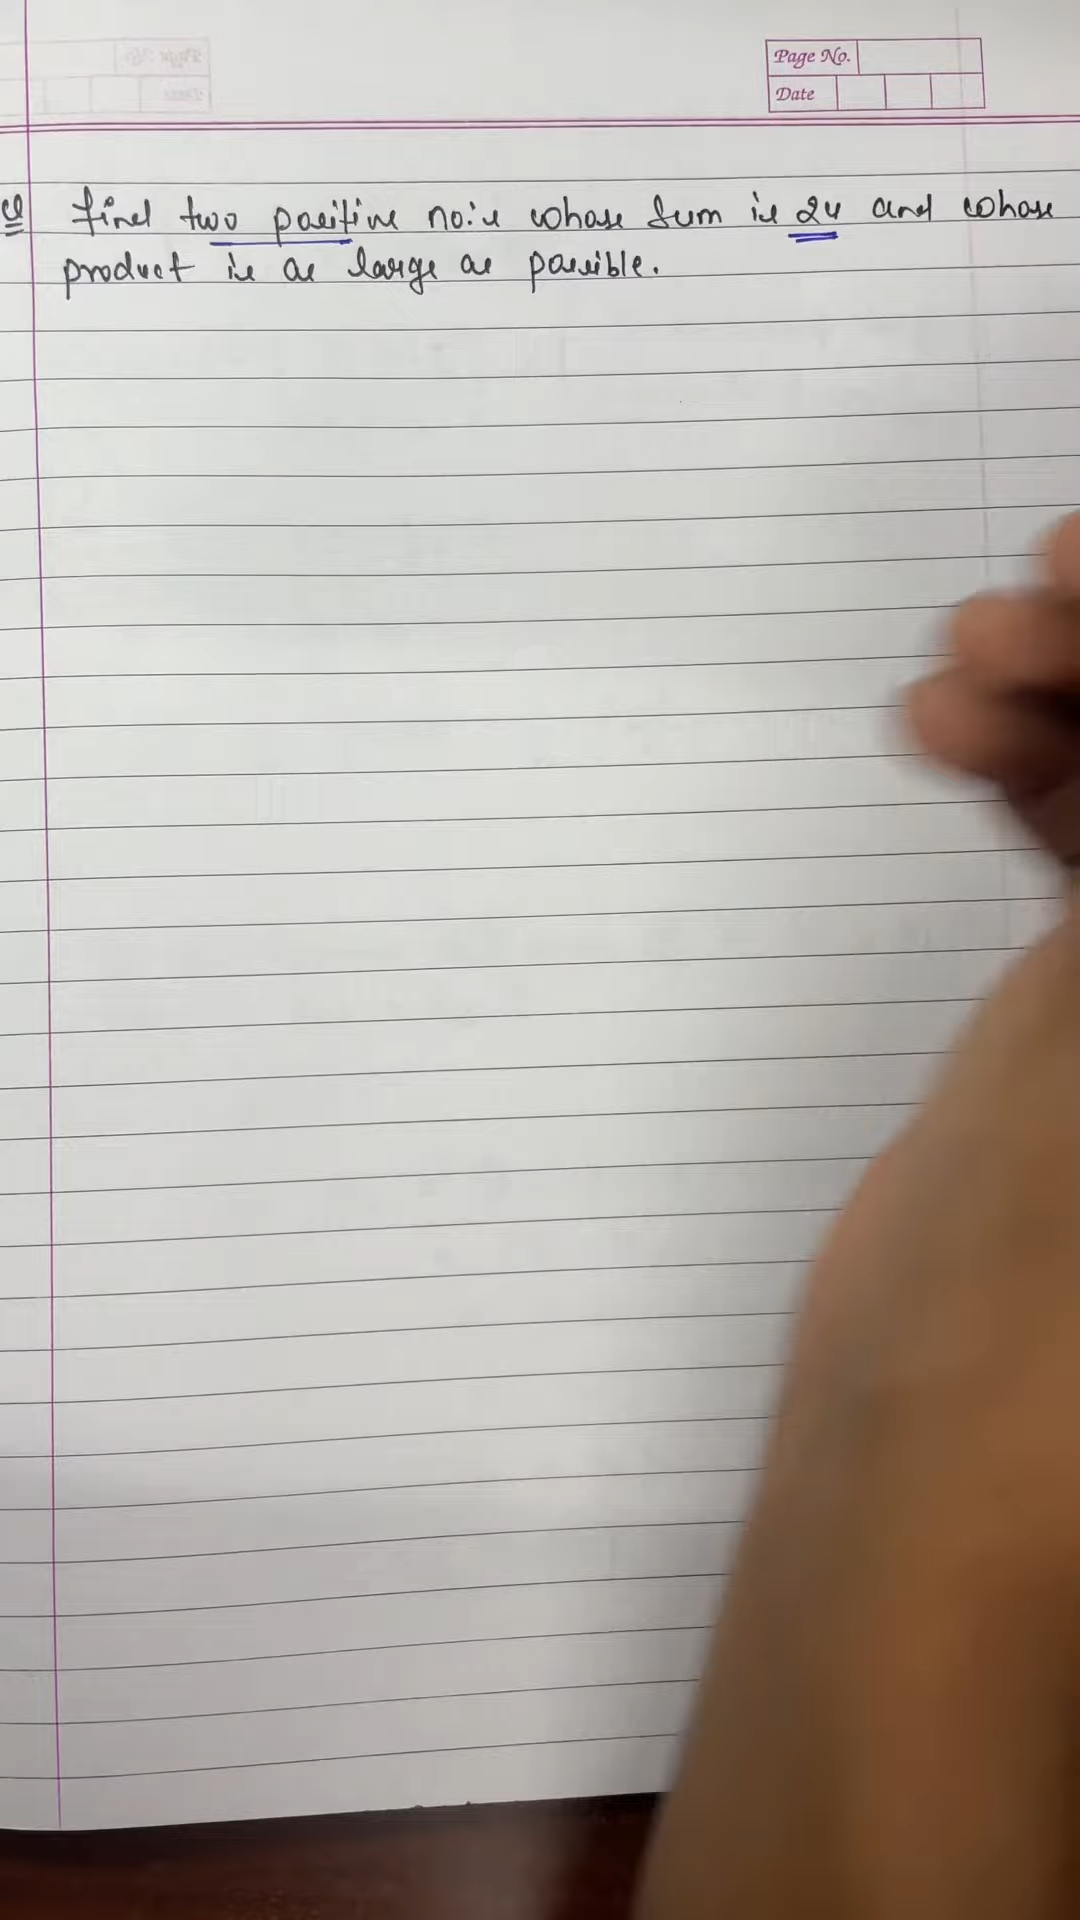 Page No.
Date
Q find two positive no.'s whose sum is 24 and whose
product is as large as possible.